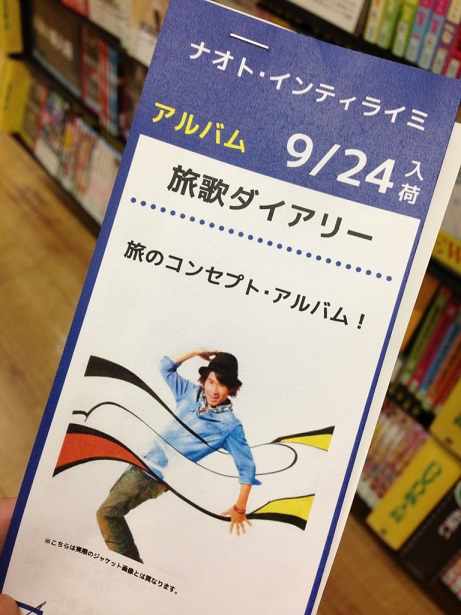 ナオト・インティライミ
アルバム 9/24 入荷
旅歌ダイアリー
旅のコンセプト・アルバム！
※こちらは実際のジャケット画像とは異なります。